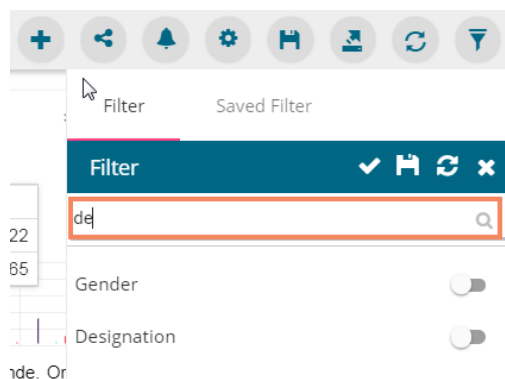 Filter Saved Filter
Filter
de
22
65
Gender
Designation
nde. Or